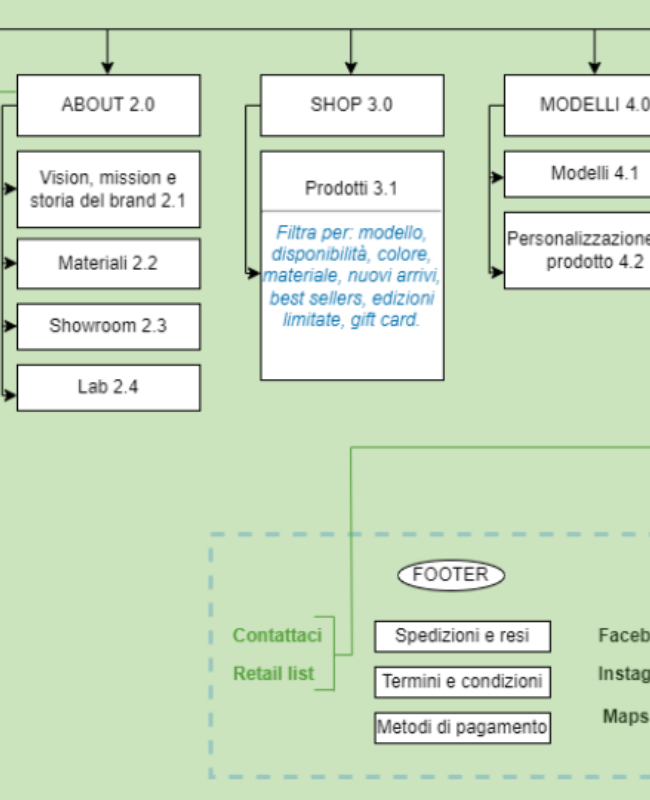 ABOUT 2.0
Vision, mission e
storia del brand 2.1
Materiali 2.2
Showroom 2.3
Lab 2.4
SHOP 3.0
Prodotti 3.1
Filtra per: modello,
disponibilità, colore,
materiale, nuovi arrivi,
best sellers, edizioni
limitate, gift card.
MODELLI 4.0
Modelli 4.1
Personalizzazione
prodotto 4.2
FOOTER
Contattaci
Retail list
Spedizioni e resi
Termini e condizioni
Metodi di pagamento
Faceb
Instag
Maps